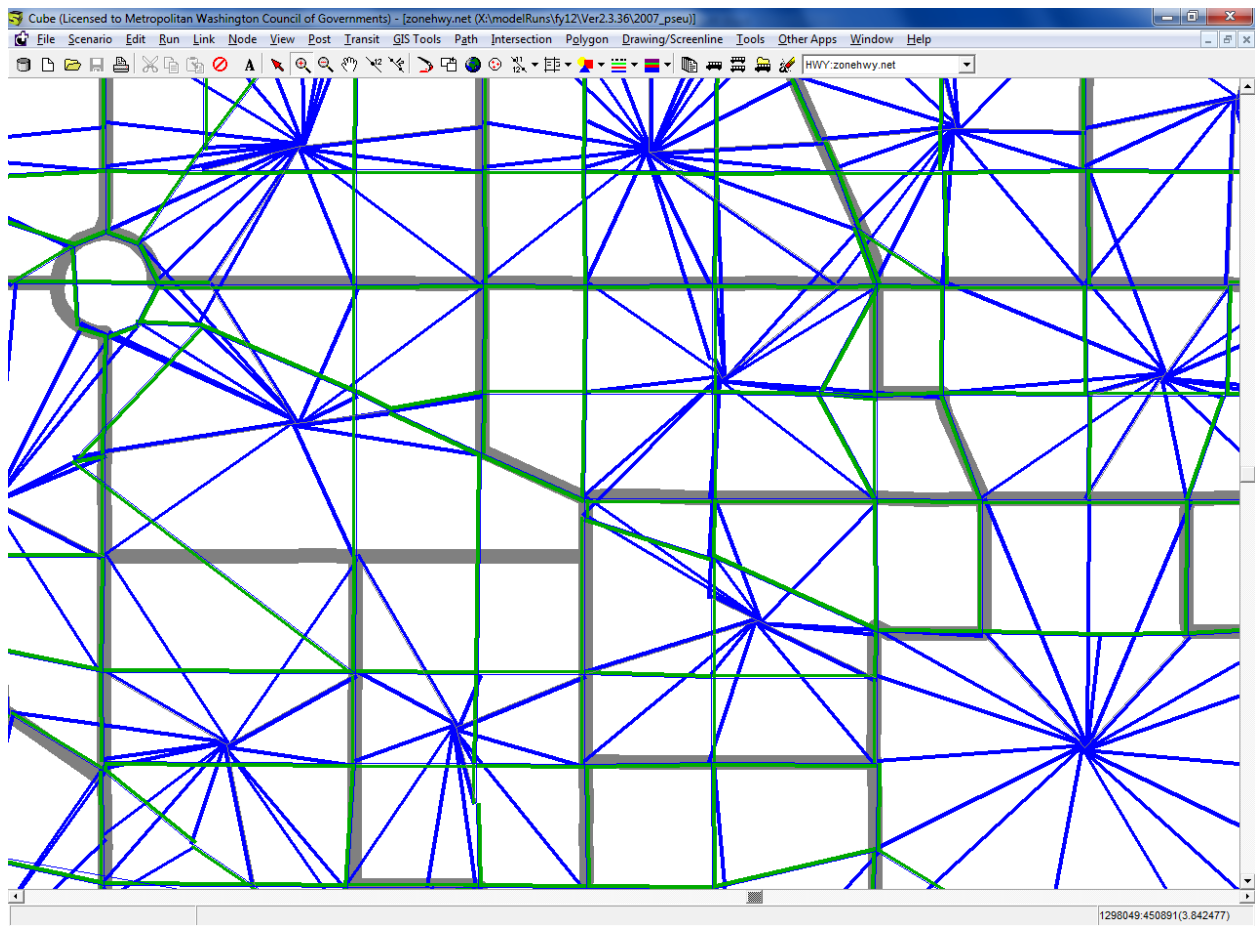 Cube (Licensed to Metropolitan Washington Council of Governments) - [zonehwy.net (X:\modelRuns\fy12\Ver2.3.36\2007_pseu)]
File Scenario Edit Run Link Node View Post Transit GIS Tools Path Intersection Polygon Drawing/Screenline Tools Other Apps Window Help
HWY:zonehwy.net
1298049:450891(3.842477)